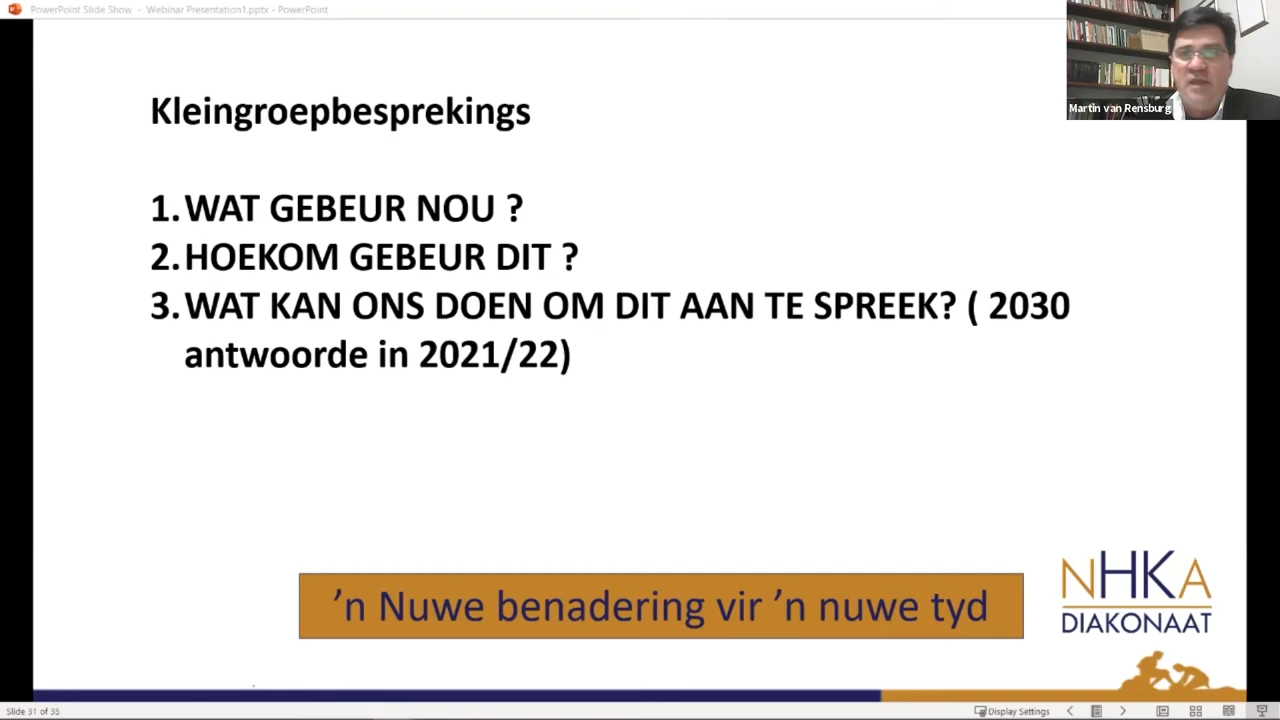 PowerPoint Slide Show - Webinar Presentation1.pptx - PowerPoint
Martin van Rensburg
Kleingroepbesprekings
1. WAT GEBEUR NOU ?
2. HOEKOM GEBEUR DIT ?
3. WAT KAN ONS DOEN OM DIT AAN TE SPREEK? ( 2030
antwoorde in 2021/22)
’n Nuwe benadering vir ’n nuwe tyd
NHKA
DIAKONAAT
Slide 31 of 35
Display Settings